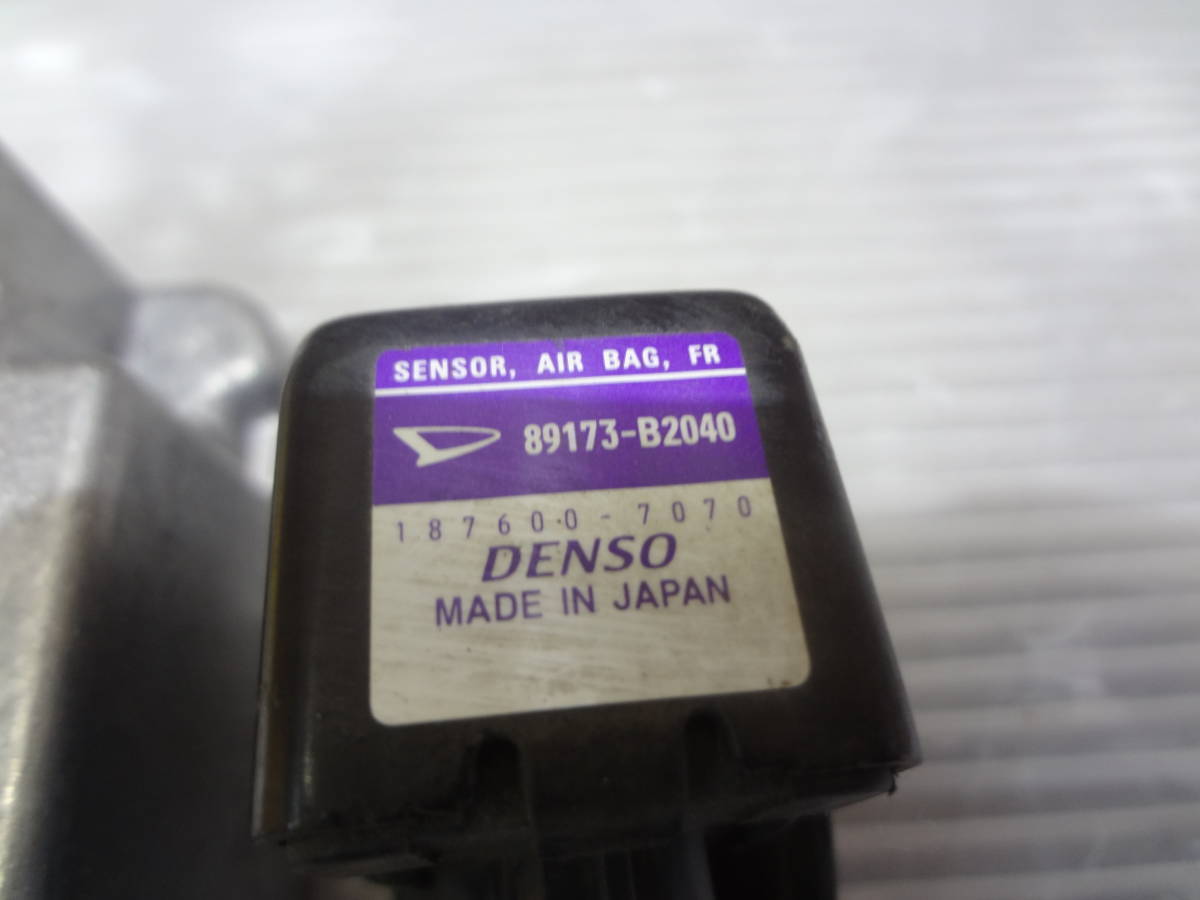 SENSOR, AIR BAG, FR
89173-B2040
187600-7070
DENSO
MADE IN JAPAN